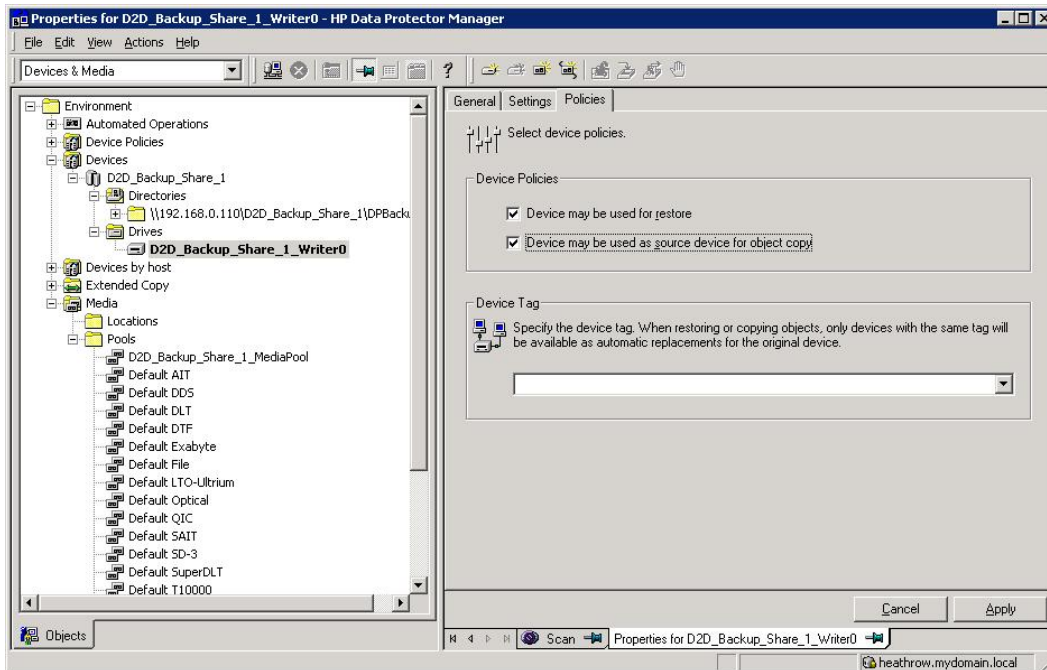 Properties for D2D_Backup_Share_1_Writer0 - HP Data Protector Manager
File Edit View Actions Help
Devices & Media
Environment
Automated Operations
Device Policies
Devices
D2D_Backup_Share_1
Directories
\\192.168.0.110\D2D_Backup_Share_1\DPBacku
Drives
D2D_Backup_Share_1_Writer0
Devices by host
Extended Copy
Media
Locations
Pools
D2D_Backup_Share_1_MediaPool
Default AIT
Default DDS
Default DLT
Default DTF
Default Exabyte
Default File
Default LTO-Ultrium
Default Optical
Default QIC
Default SAIT
Default SD-3
Default SuperDLT
Default T10000
Objects
General Settings Policies
Select device policies.
Device Policies
Device may be used for restore
Device may be used as source device for object copy
Device Tag
Specify the device tag. When restoring or copying objects, only devices with the same tag will
be available as automatic replacements for the original device.
Cancel Apply
Scan Properties for D2D_Backup_Share_1_Writer0
heathrow.mydomain.local